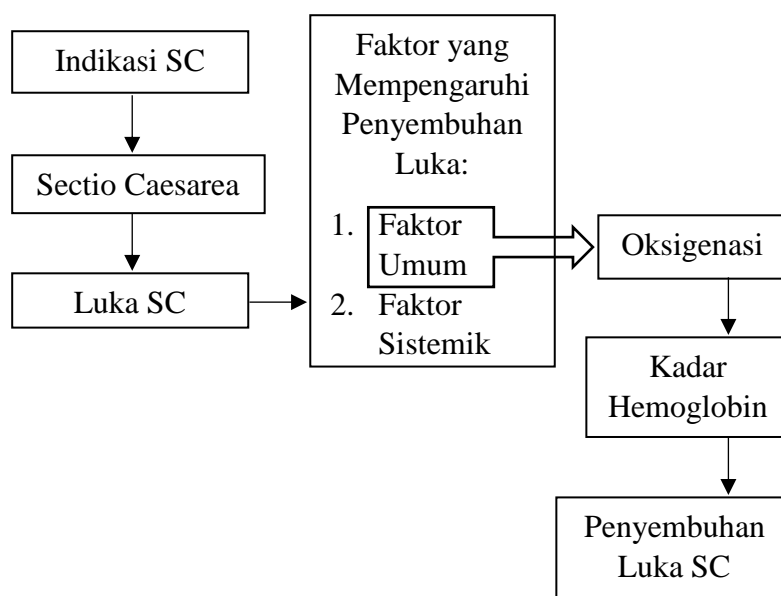 Indikasi SC
Sectio Caesarea
Luka SC
Faktor yang
Mempengaruhi
Penyembuhan
Luka:
1. Faktor
Umum
2. Faktor
Sistemik
Oksigenasi
Kadar
Hemoglobin
Penyembuhan
Luka SC